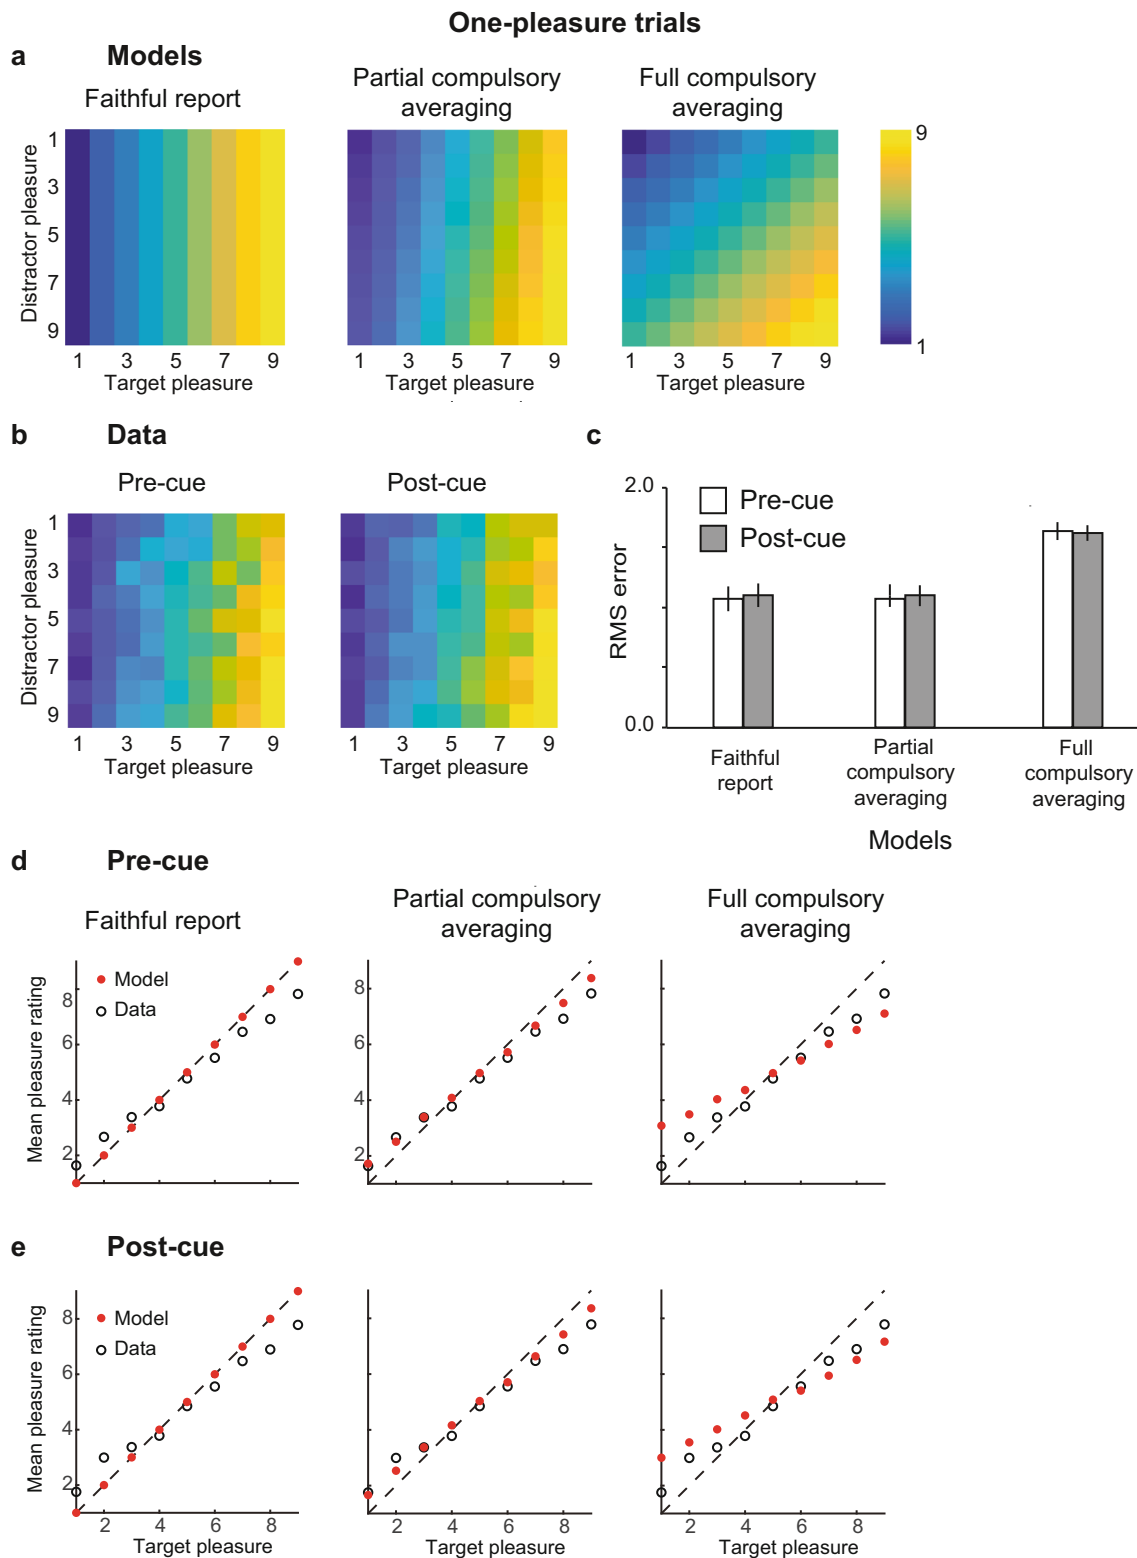 One-pleasure trials
a Models
Faithful report
Partial compulsory
averaging
Full compulsory
averaging
Distractor pleasure
1
3
5
7
9
1 3 5 7 9
Target pleasure
1 3 5 7 9
Target pleasure
1 3 5 7 9
Target pleasure
9
1
b Data
Pre-cue
Post-cue
Distractor pleasure
1
3
5
7
9
1 3 5 7 9
Target pleasure
1 3 5 7 9
Target pleasure
c
RMS error
2.0
0.0
Pre-cue
Post-cue
Faithful
report
Partial
compulsory
averaging
Full
compulsory
averaging
Models
d Pre-cue
Faithful report
Partial compulsory
averaging
Full compulsory
averaging
Mean pleasure rating
8
6
4
2
Model
Data
8
6
4
2
e Post-cue
Mean pleasure rating
8
6
4
2
Model
Data
2 4 6 8
Target pleasure
2 4 6 8
Target pleasure
2 4 6 8
Target pleasure